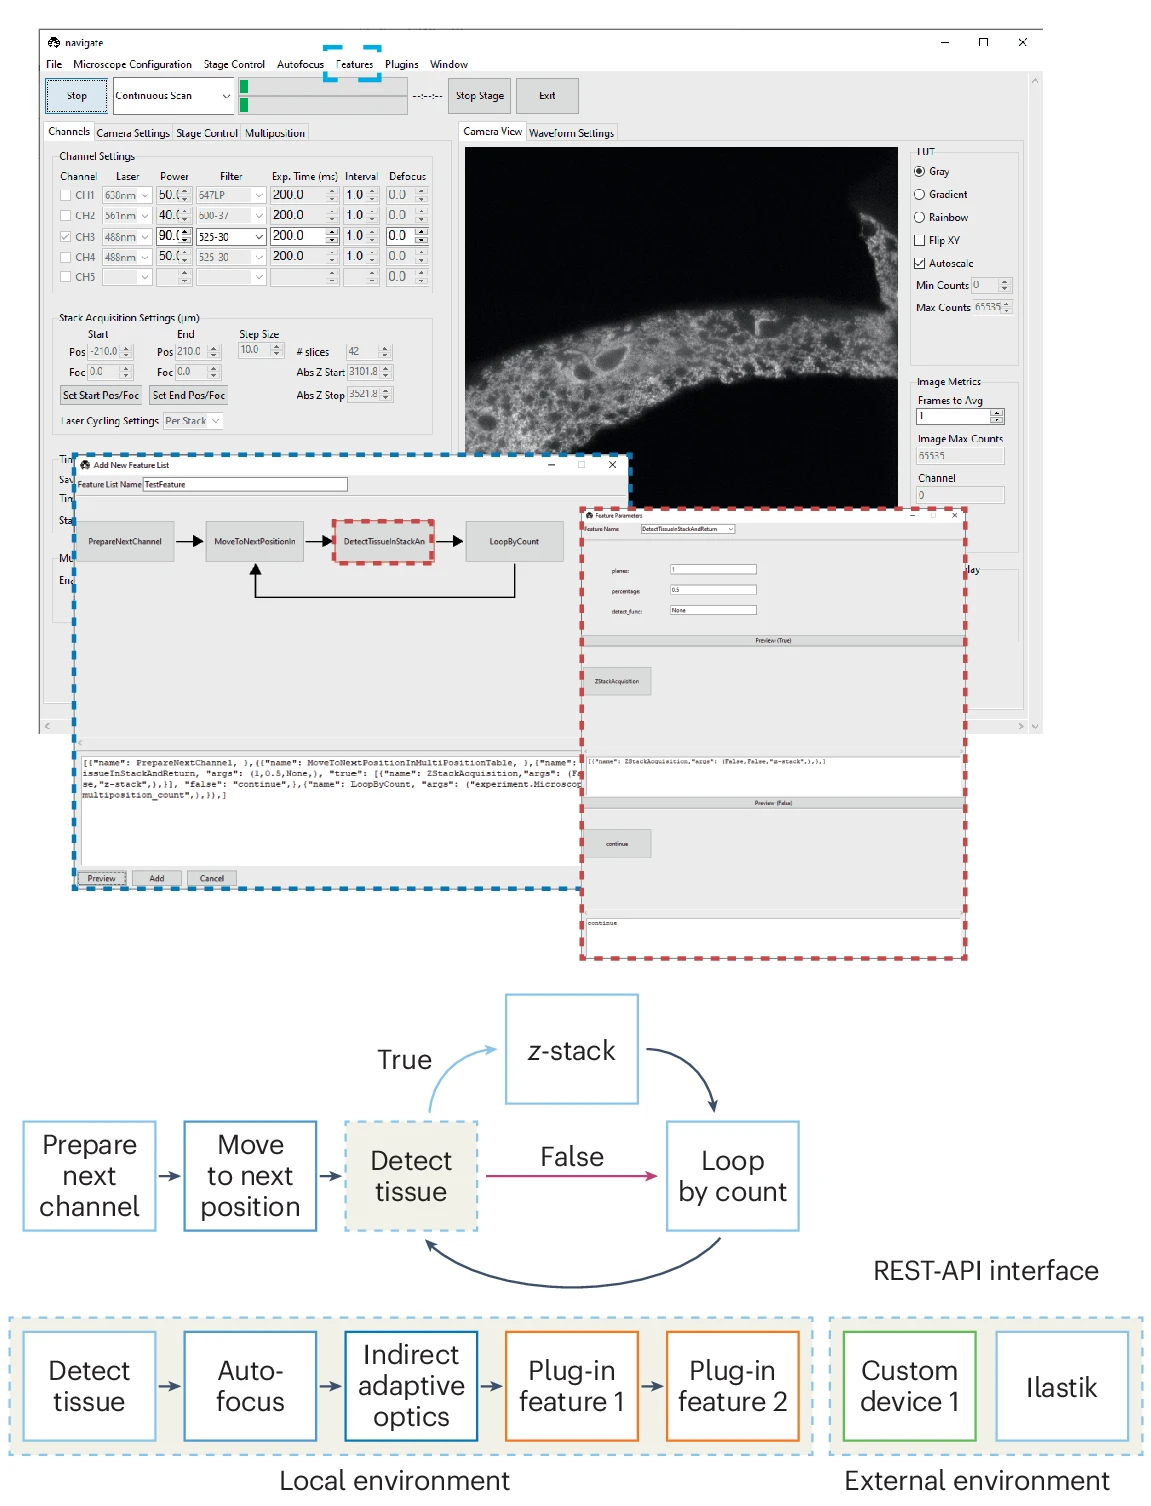 navigate
File Microscope Configuration Stage Control Autofocus Features Plugins Window
Stop Continuous Scan --:--:-- Stop Stage Exit
Channels Camera Settings Stage Control Multiposition Camera View Waveform Settings
Channel Settings
Channel Laser Power Filter Exp. Time (ms) Interval Defocus
CH1 638nm 50. 647LP 200.0 1.0 0.0
CH2 561nm 40. 600-37 200.0 1.0 0.0
CH3 488nm 90. 525-30 200.0 1.0 0.0
CH4 488nm 50. 525-30 200.0 1.0 0.0
CH5 0.0
LUT
Gray
Gradient
Rainbow
Flip XY
Autoscale
Min Counts 0
Max Counts 65535
Stack Acquisition Settings (µm)
Start End Step Size
Pos -210.0 Pos 210.0 10.0 # slices 42
Foc 0.0 Foc 0.0 Abs Z Start 3101.8
Set Start Pos/Foc Set End Pos/Foc Abs Z Stop 3521.8
Laser Cycling Settings Per Stack
Image Metrics
Frames to Avg
1
Image Max Counts
65535
Channel
0
Add New Feature List
Feature List Name TestFeature
PrepareNextChannel MoveToNextPositionIn DetectTissueInStackAn LoopByCount
[{"name": PrepareNextChannel, },({"name": MoveToNextPositionInMultiPositionTable, },{"name":
issueInStackAndReturn, "args": (1,0.5,None,), "true": [{"name": ZStackAcquisition,"args": (Fa
se,"z-stack",),}], "false": "continue",},{"name": LoopByCount, "args": ("experiment.Microscop
multiposition_count",),}),]
Preview Add Cancel
Feature Parameters
Feature Name DetectTissueInStackAndReturn
planes: 1
percentage: 0.5
detect_func: None
Preview (True)
ZStackAcquisition
[{"name": ZStackAcquisition,"args": (False,False,"z-stack",),},]
Preview (False)
continue
continue
True
z-stack
Prepare
next
channel
Move
to next
position
Detect
tissue
False
Loop
by count
REST-API interface
Detect
tissue
Auto-
focus
Indirect
adaptive
optics
Plug-in
feature 1
Plug-in
feature 2
Custom
device 1
Ilastik
Local environment
External environment